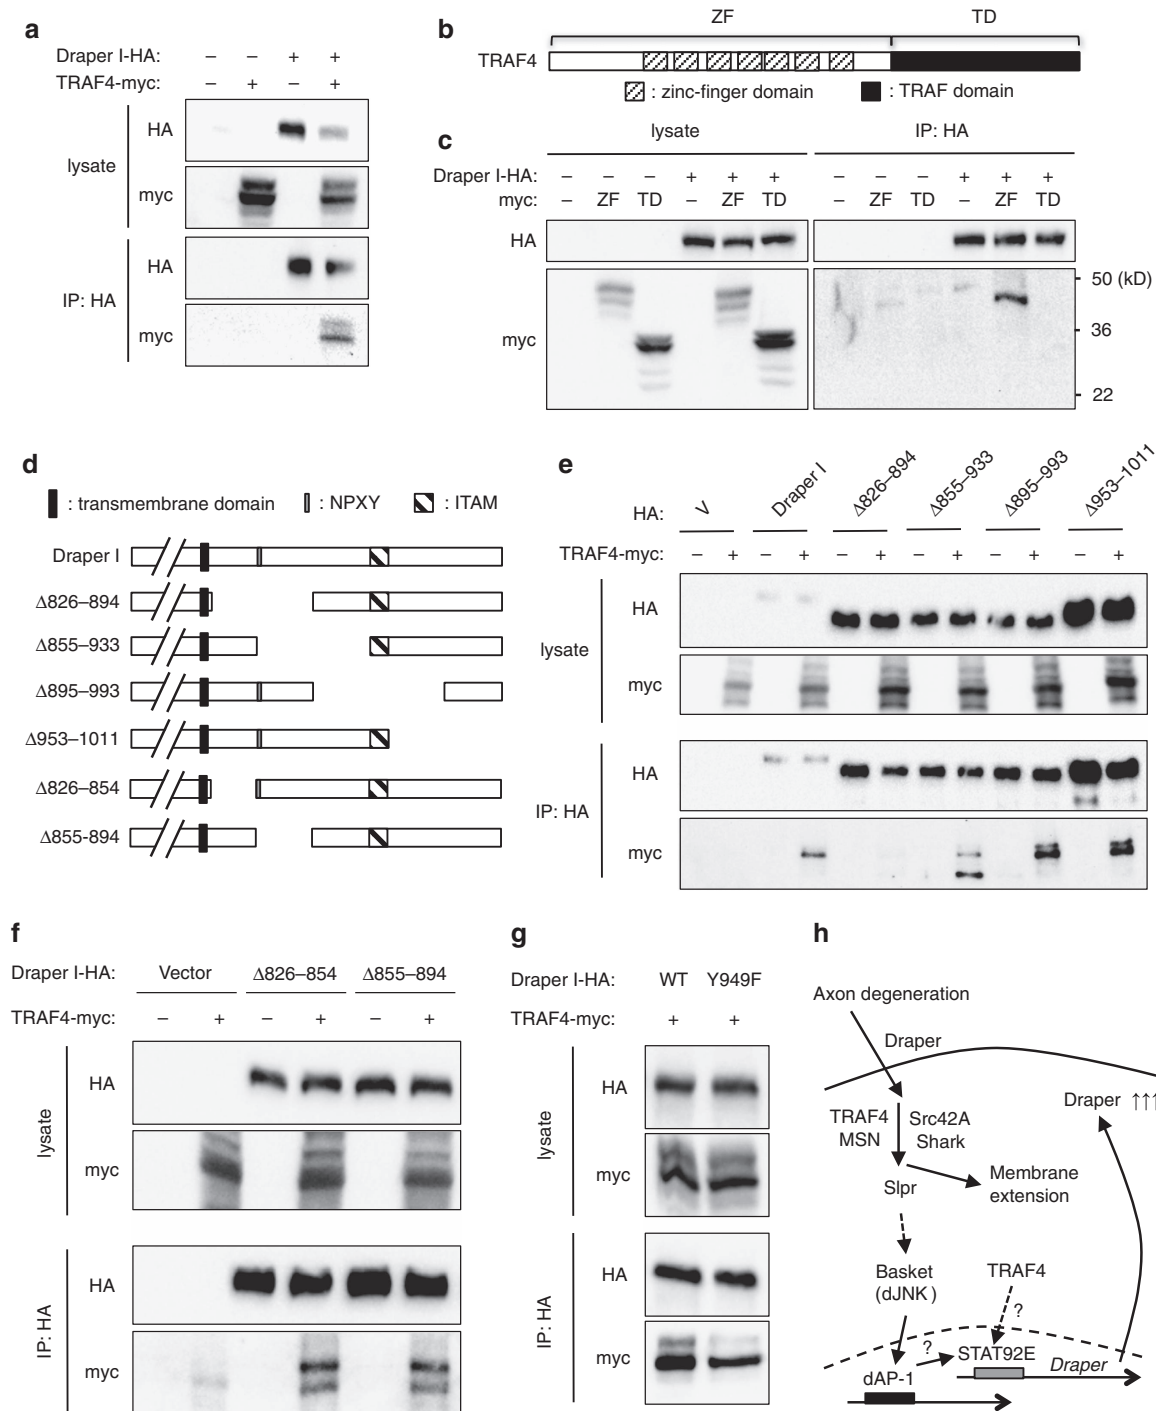 a
Draper I-HA: – – + +
TRAF4-myc: – + – +
lysate
HA
myc
IP: HA
HA
myc
b
ZF TD
TRAF4
: zinc-finger domain : TRAF domain
c
lysate IP: HA
Draper I-HA: – – – + + + – – – + + +
myc: – ZF TD – ZF TD – ZF TD – ZF TD
HA
myc
50 (kD)
36
22
d
: transmembrane domain : NPXY : ITAM
Draper I
Δ826–894
Δ855–933
Δ895–993
Δ953–1011
Δ826–854
Δ855-894
e
HA: V Draper I Δ826–894 Δ855–933 Δ895–993 Δ953–1011
TRAF4-myc: – + – + – + – + – + – +
lysate
HA
myc
IP: HA
HA
myc
f
Draper I-HA: Vector Δ826–854 Δ855–894
TRAF4-myc: – + – + – +
lysate
HA
myc
IP: HA
HA
myc
g
Draper I-HA: WT Y949F
TRAF4-myc: + +
lysate
HA
myc
IP: HA
HA
myc
h
Axon degeneration
Draper
Draper ↑↑↑
TRAF4 Src42A
MSN Shark
Slpr
Membrane
extension
Basket
(dJNK)
TRAF4
?
?
STAT92E
Draper
dAP-1